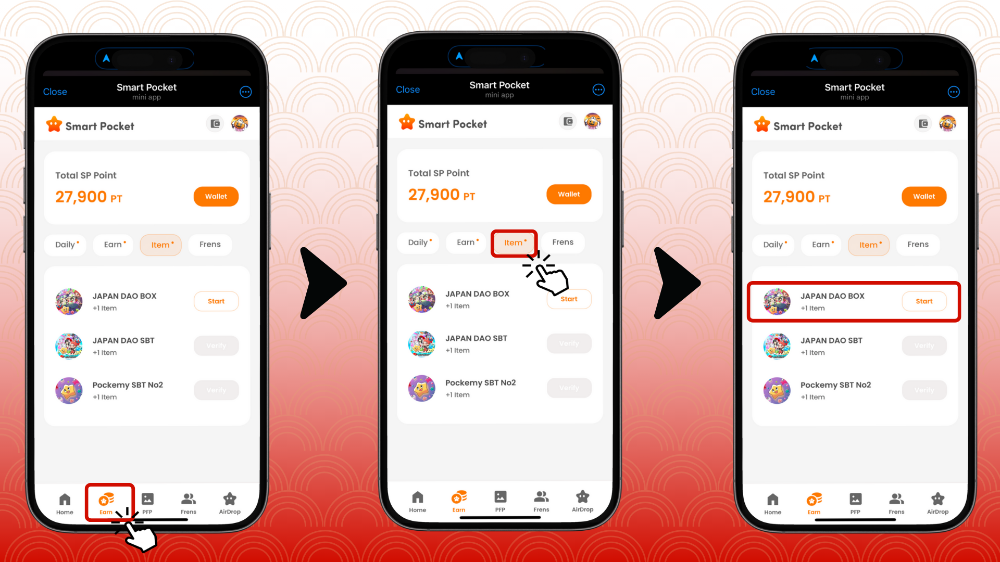 Close
Smart Pocket
mini app
Smart Pocket
Total SP Point
27,900 PT
Wallet
Daily
Earn
Item
Frens
JAPAN DAO BOX
+1 Item
Start
JAPAN DAO SBT
+1 Item
Verify
Pockemy SBT No2
+1 Item
Verify
Home
Earn
PFP
Frens
AirDrop
Close
Smart Pocket
mini app
Smart Pocket
Total SP Point
27,900 PT
Wallet
Daily
Earn
Item
Frens
JAPAN DAO BOX
+1 Item
Start
JAPAN DAO SBT
+1 Item
Verify
Pockemy SBT No2
+1 Item
Verify
Home
Earn
PFP
Frens
AirDrop
Close
Smart Pocket
mini app
Smart Pocket
Total SP Point
27,900 PT
Wallet
Daily
Earn
Item
Frens
JAPAN DAO BOX
+1 Item
Start
JAPAN DAO SBT
+1 Item
Verify
Pockemy SBT No2
+1 Item
Verify
Home
Earn
PFP
Frens
AirDrop